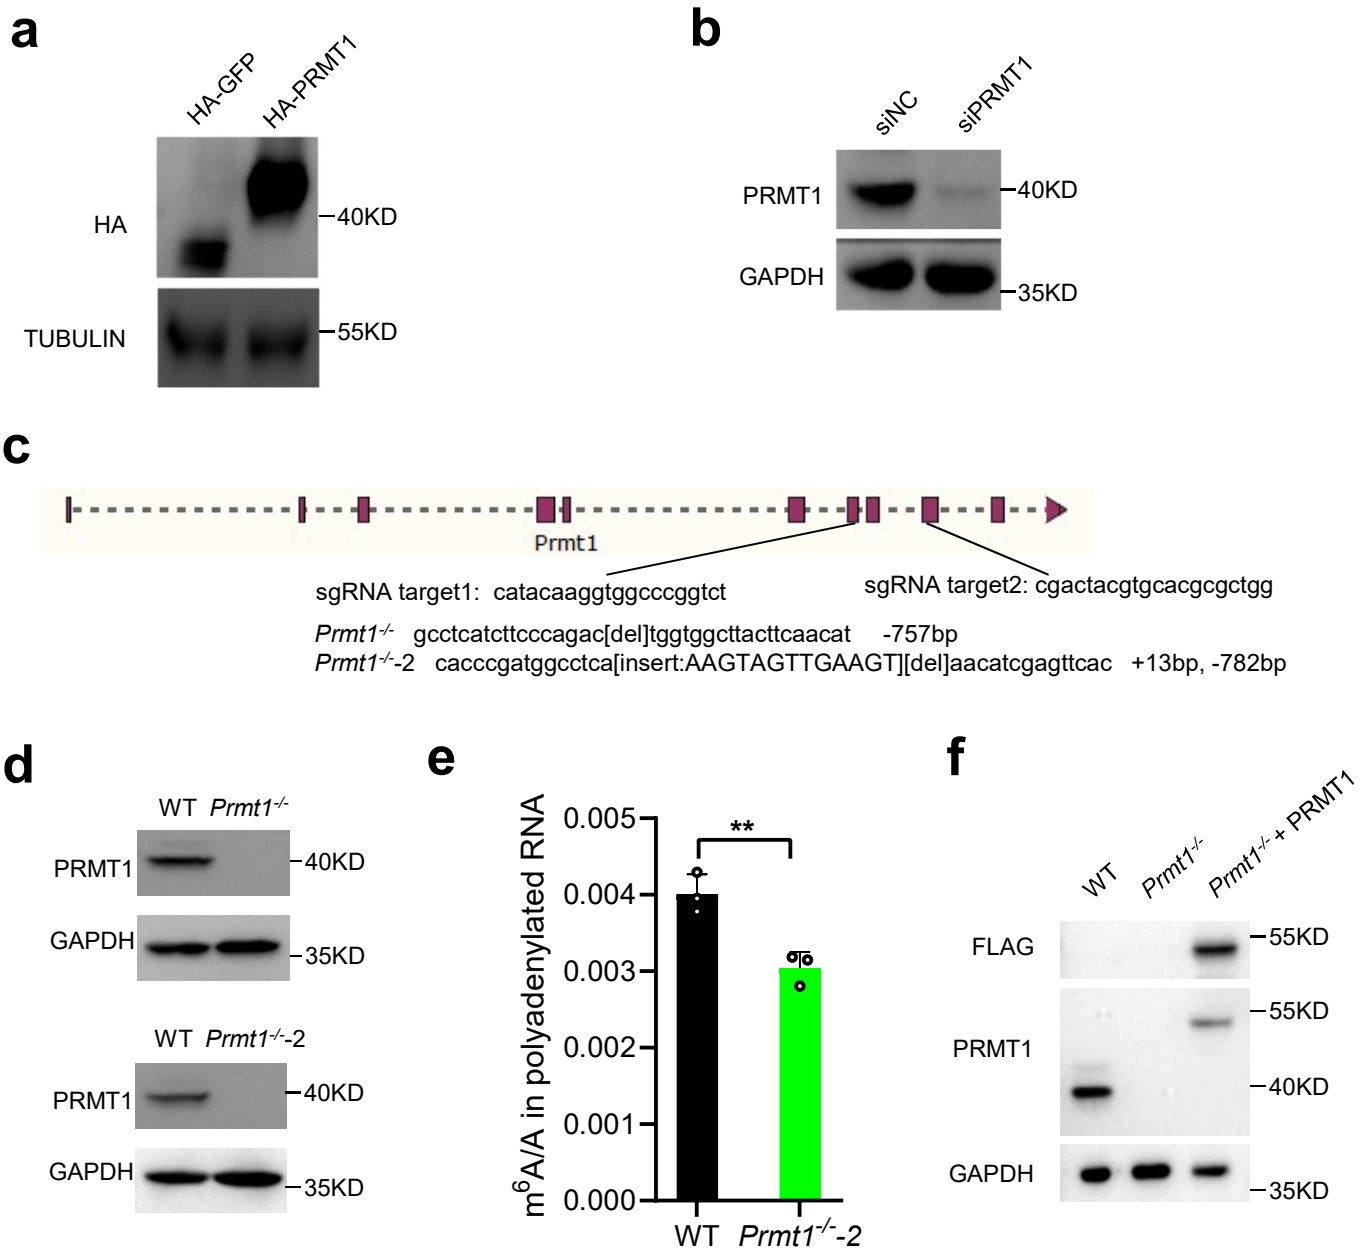 a
HA-GFP
HA-PRMT1
HA
40KD
TUBULIN
55KD
b
siNC
siPRMT1
PRMT1
40KD
GAPDH
35KD
c
Prmt1
sgRNA target1: catacaaggtggcccggtct
sgRNA target2: cgactacgtgcacgcgctgg
Prmt1-/- gcctcatcttcccagac[del]tggtggcttacttcaacat -757bp
Prmt1-/--2 cacccgatggcctca[insert:AAGTAGTTGAAGT][del]aacatcgagttcac +13bp, -782bp
d
WT Prmt1-/-
PRMT1
40KD
GAPDH
35KD
WT Prmt1-/--2
PRMT1
40KD
GAPDH
35KD
e
m6A/A in polyadenylated RNA
0.005
0.004
0.003
0.002
0.001
0.000
**
WT Prmt1-/--2
f
WT
Prmt1-/-
Prmt1-/- + PRMT1
FLAG
55KD
PRMT1
55KD
40KD
GAPDH
35KD